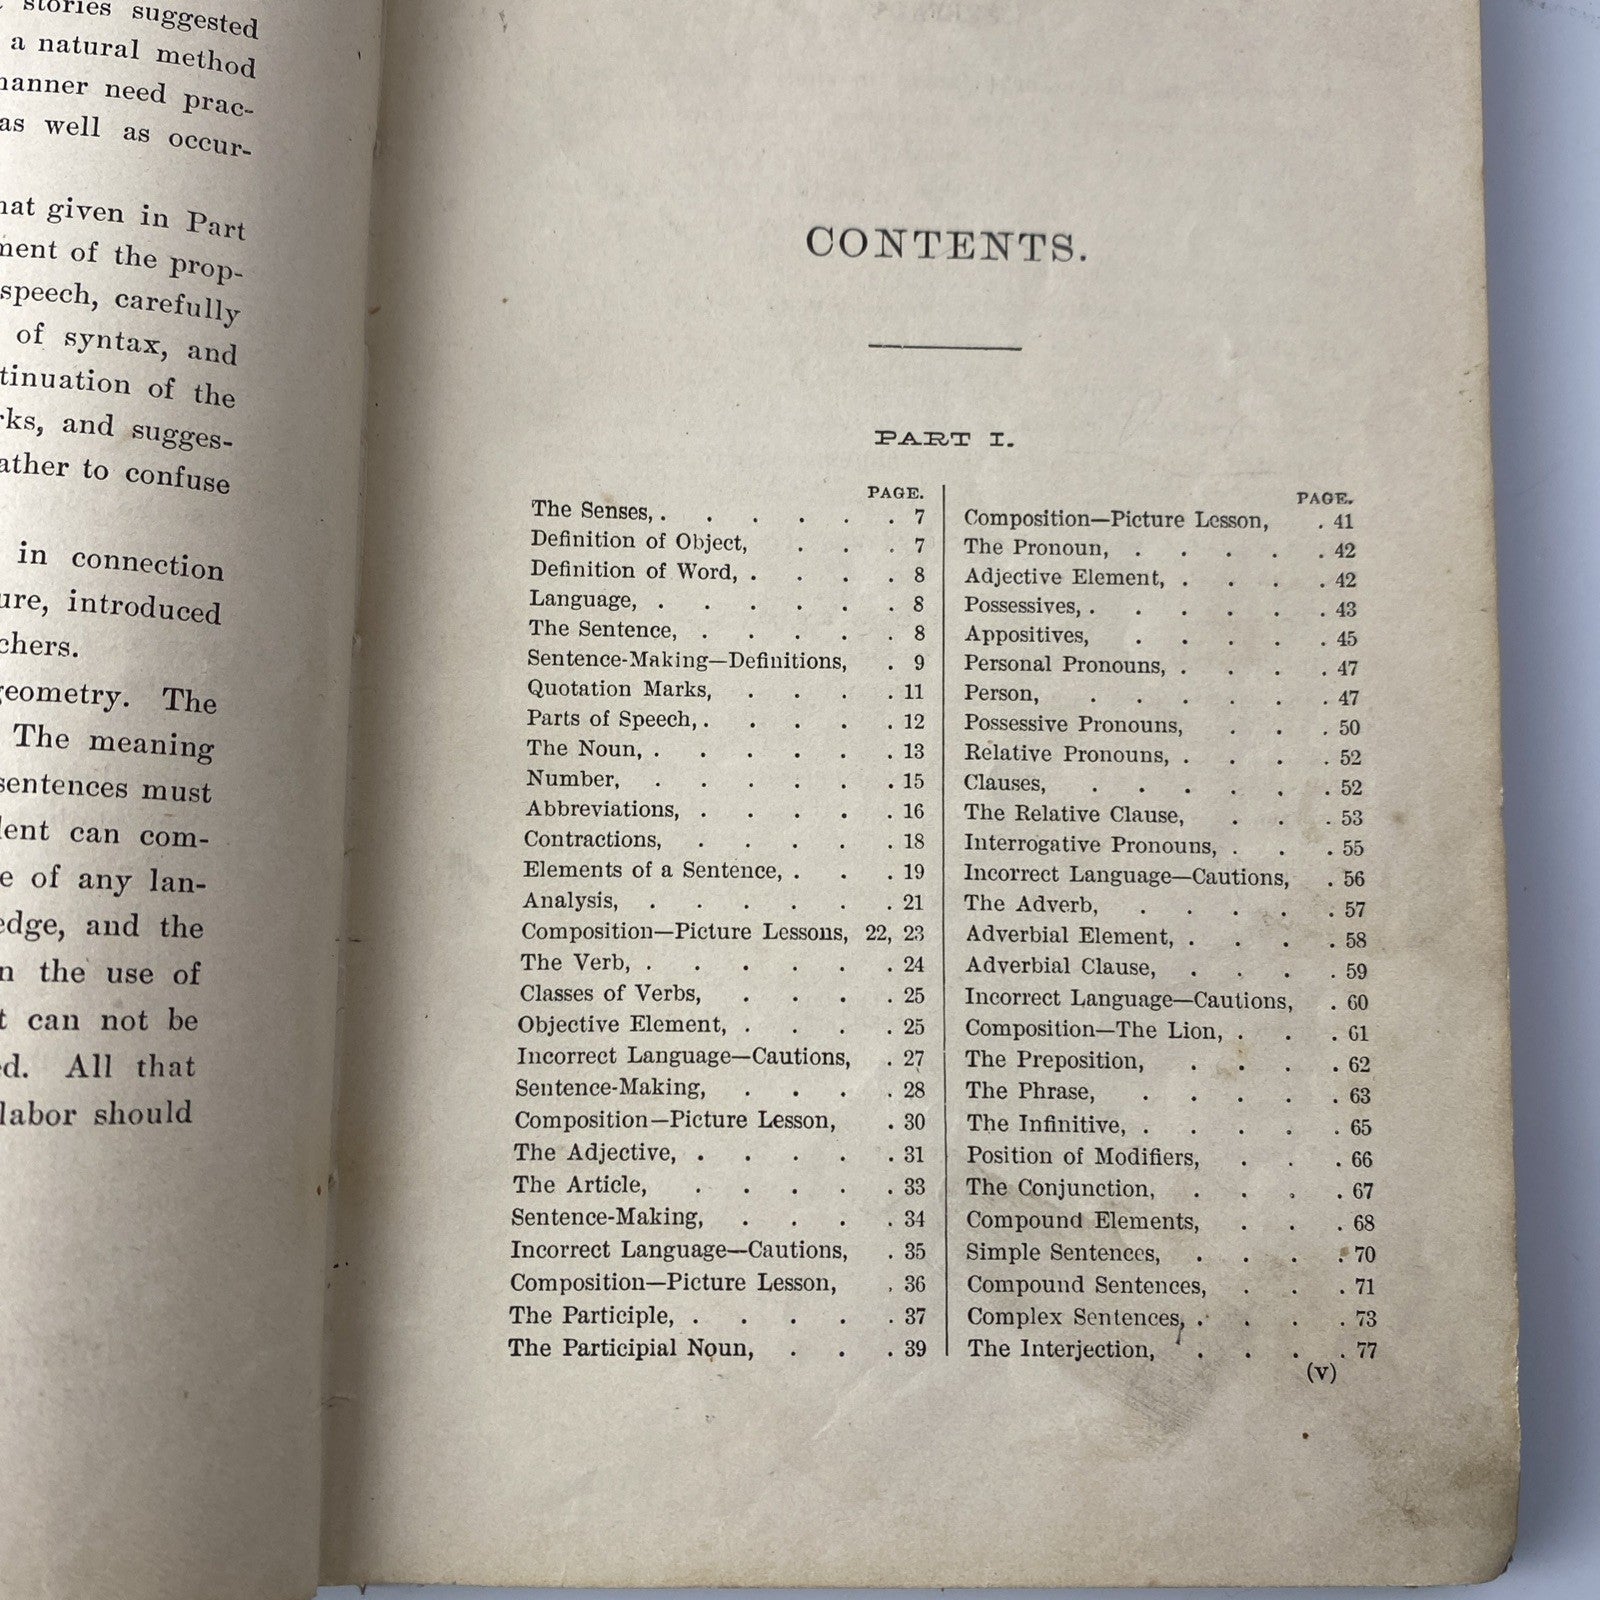 stories suggested
a natural method
manner need prac-
as well as occur-
given in Part
of the prop-
speech, carefully
of syntax, and
of the
and sugges-
to confuse
in connection
introduced
geometry. The
The meaning
sentences must
can com-
of any lan-
and the
the use of
can not be
All that
labor should
CONTENTS.
PART I.
PAGE.
The Senses, . . . . . . 7
Definition of Object, . . . 7
Definition of Word, . . . . 8
Language, . . . . . . 8
The Sentence, . . . . . 8
Sentence-Making—Definitions, . 9
Quotation Marks, . . . . 11
Parts of Speech, . . . . . 12
The Noun, . . . . . . 13
Number, . . . . . . 15
Abbreviations, . . . . . 16
Contractions, . . . . . 18
Elements of a Sentence, . . . 19
Analysis, . . . . . . 21
Composition—Picture Lessons, 22, 23
The Verb, . . . . . . 24
Classes of Verbs, . . . . 25
Objective Element, . . . . 25
Incorrect Language—Cautions, . 27
Sentence-Making, . . . . 28
Composition—Picture Lesson, . 30
The Adjective, . . . . . 31
The Article, . . . . . 33
Sentence-Making, . . . . 34
Incorrect Language—Cautions, . 35
Composition—Picture Lesson, . 36
The Participle, . . . . . 37
The Participial Noun, . . . 39
PAGE.
Composition—Picture Lesson, . 41
The Pronoun, . . . . . 42
Adjective Element, . . . . 42
Possessives, . . . . . . 43
Appositives, . . . . . 45
Personal Pronouns, . . . . 47
Person, . . . . . . 47
Possessive Pronouns, . . . 50
Relative Pronouns, . . . . 52
Clauses, . . . . . . 52
The Relative Clause, . . . 53
Interrogative Pronouns, . . . 55
Incorrect Language—Cautions, . 56
The Adverb, . . . . . 57
Adverbial Element, . . . . 58
Adverbial Clause, . . . . 59
Incorrect Language—Cautions, . 60
Composition—The Lion, . . . 61
The Preposition, . . . . 62
The Phrase, . . . . . 63
The Infinitive, . . . . . 65
Position of Modifiers, . . . 66
The Conjunction, . . . . 67
Compound Elements, . . . 68
Simple Sentences, . . . . 70
Compound Sentences, . . . 71
Complex Sentences, . . . . 73
The Interjection, . . . . 77
(v)